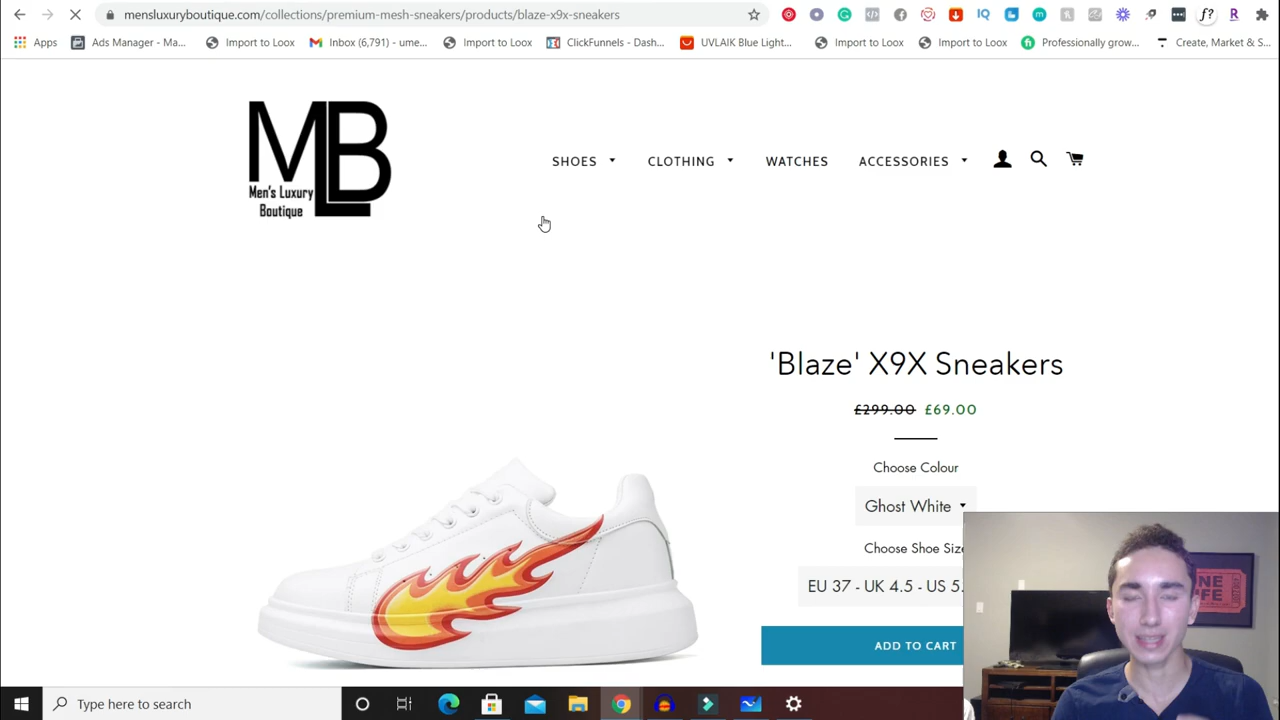 mensluxuryboutique.com/collections/premium-mesh-sneakers/products/blaze-x9x-sneakers
Apps Ads Manager - Ma... Import to Loox Inbox (6,791) - ume... Import to Loox ClickFunnels - Dash... UVLAIK Blue Light... Import to Loox Import to Loox Professionally grow... Create, Market & S...
MLB
Men's Luxury
Boutique
SHOES CLOTHING WATCHES ACCESSORIES
'Blaze' X9X Sneakers
£299.00 £69.00
Choose Colour
Ghost White
Choose Shoe Size
EU 37 - UK 4.5 - US 5.
ADD TO CART
ONE
LIFE
Type here to search